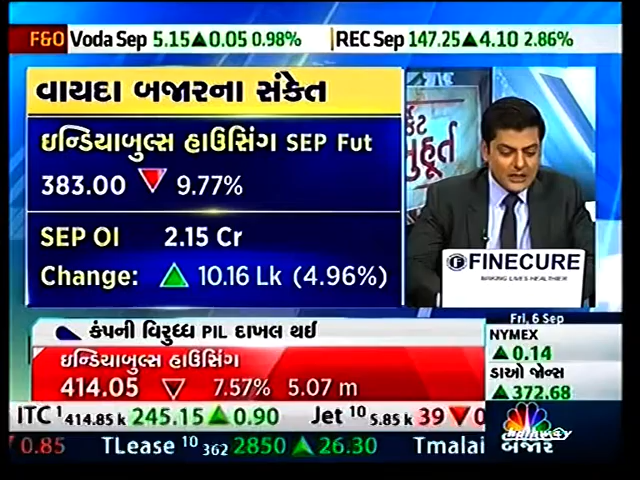 F&O Voda Sep 5.15▲0.05 0.98% REC Sep 147.25▲4.10 2.86%
વાયદા બજારના સંકેત
ઇન્ડિયાબુલ્સ હાઉસિંગ SEP Fut
383.00 ▼ 9.77%
SEP OI 2.15 Cr
Change: ▲ 10.16 Lk (4.96%)
મુહૂર્ત
FINECURE
MAKING LIVES HEALTHIER
Fri, 6 Sep
કંપની વિરુધ્ધ PIL દાખલ થઈ
ઇન્ડિયાબુલ્સ હાઉસિંગ
414.05 ▽ 7.57% 5.07 m
NYMEX
▲ 0.14
ડાઓ જોન્સ
▲ 372.68
ITC 1 414.85 k 245.15▲0.90 Jet 10 5.85 k 39▼0
0.85 TLease 10 362 2850▲26.30 Tmalai
hathway
બજાર